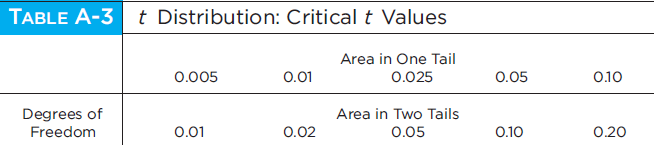 TABLE A-3 t Distribution: Critical t Values
Area in One Tail
0.005 0.01 0.025 0.05 0.10
Degrees of Freedom
Area in Two Tails
0.01 0.02 0.05 0.10 0.20